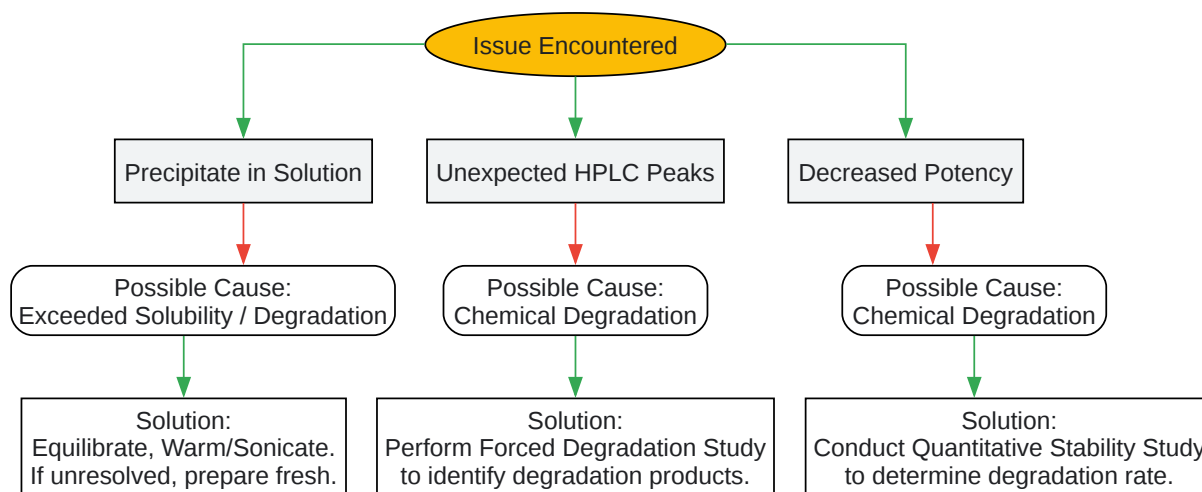 Issue Encountered
Precipitate in Solution
Unexpected HPLC Peaks
Decreased Potency
Possible Cause:
Exceeded Solubility / Degradation
Possible Cause:
Chemical Degradation
Possible Cause:
Chemical Degradation
Solution:
Equilibrate, Warm/Sonicate.
If unresolved, prepare fresh.
Solution:
Perform Forced Degradation Study
to identify degradation products.
Solution:
Conduct Quantitative Stability Study
to determine degradation rate.